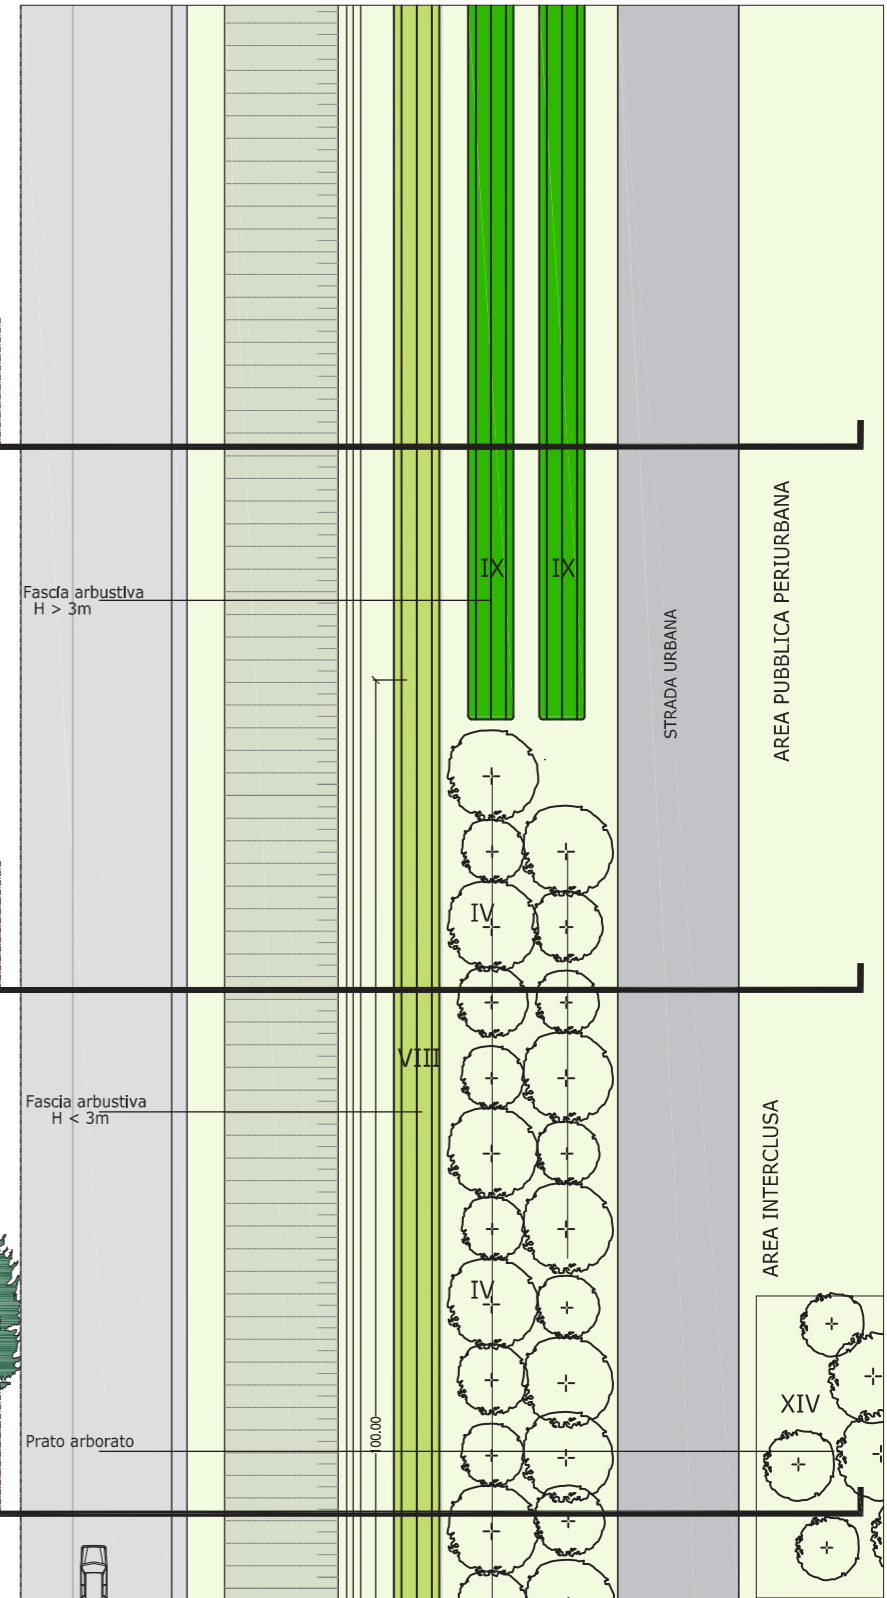 IX
IX
AREA PUBBLICA PERIURBANA
Fascia arbustiva
H > 3m
STRADA URBANA
IV
VIII
Fascia arbustiva
H < 3m
AREA INTERCLUSA
IV
XIV
100.00
Prato arborato